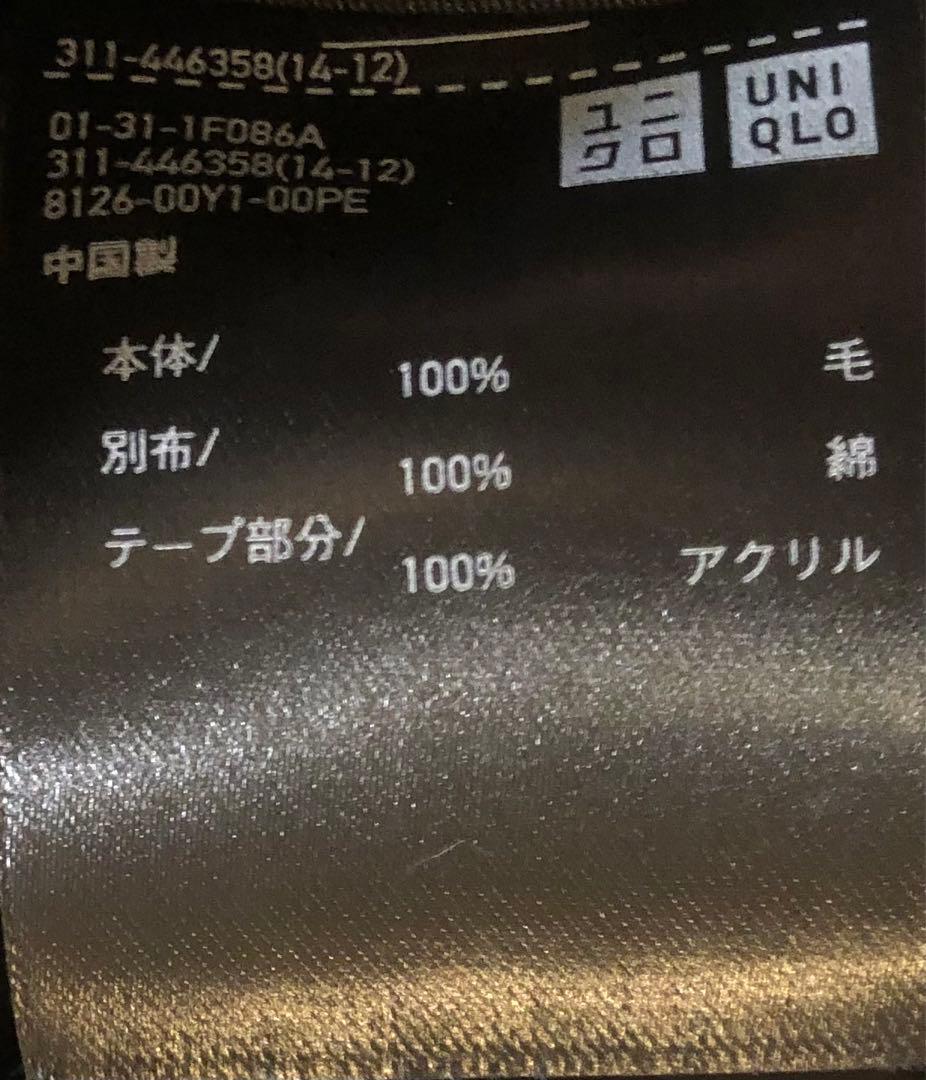 311-446358(14-12)
ユニ
クロ
UNI
QLO
01-31-1F086A
311-446358(14-12)
8126-00Y1-00PE
中国製
本体/ 100% 毛
別布/ 100% 綿
テープ部分/ 100% アクリル